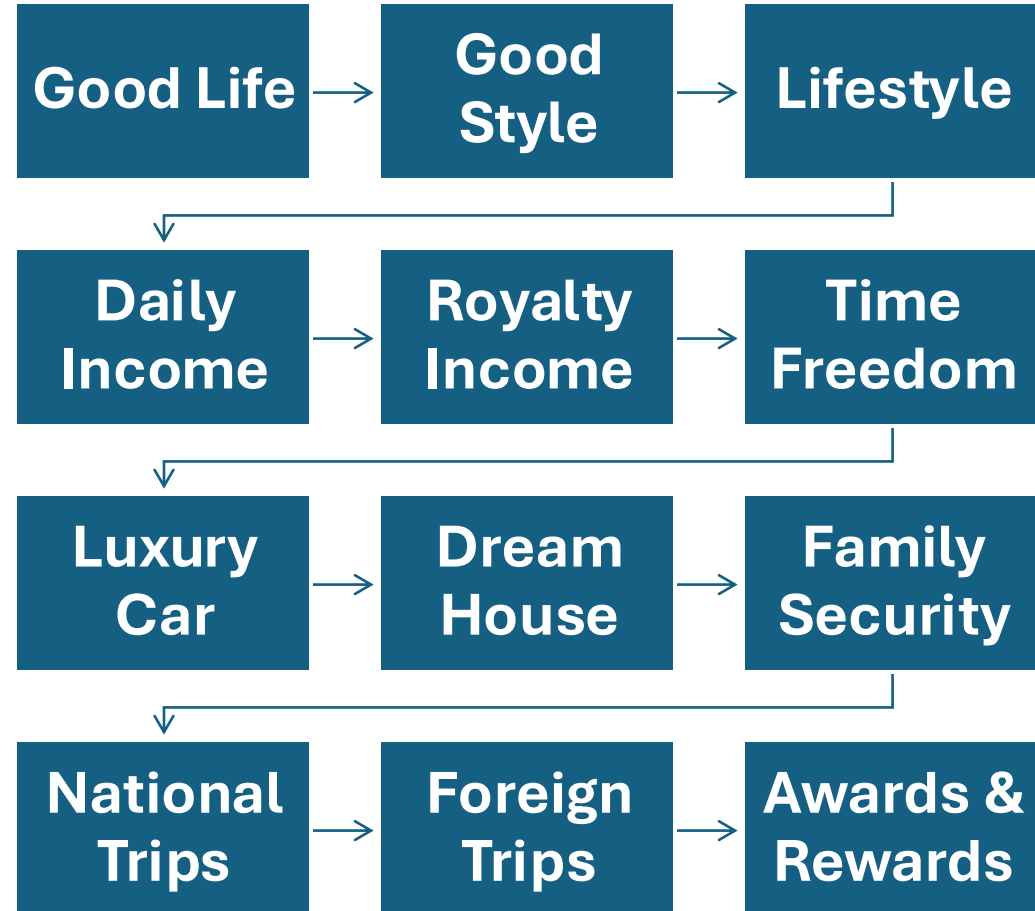 Good Life
Good
Style
Lifestyle
Daily
Income
Royalty
Income
Time
Freedom
Luxury
Car
Dream
House
Family
Security
National
Trips
Foreign
Trips
Awards &
Rewards